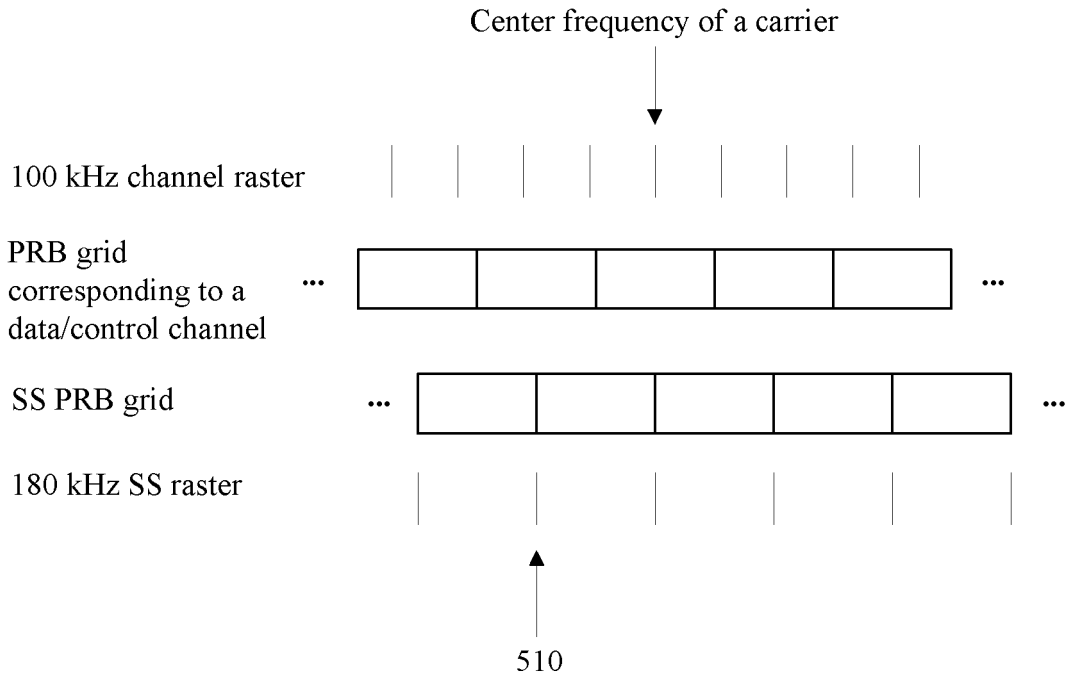 Center frequency of a carrier
100 kHz channel raster
PRB grid
corresponding to a
data/control channel
...
...
SS PRB grid
...
...
180 kHz SS raster
510